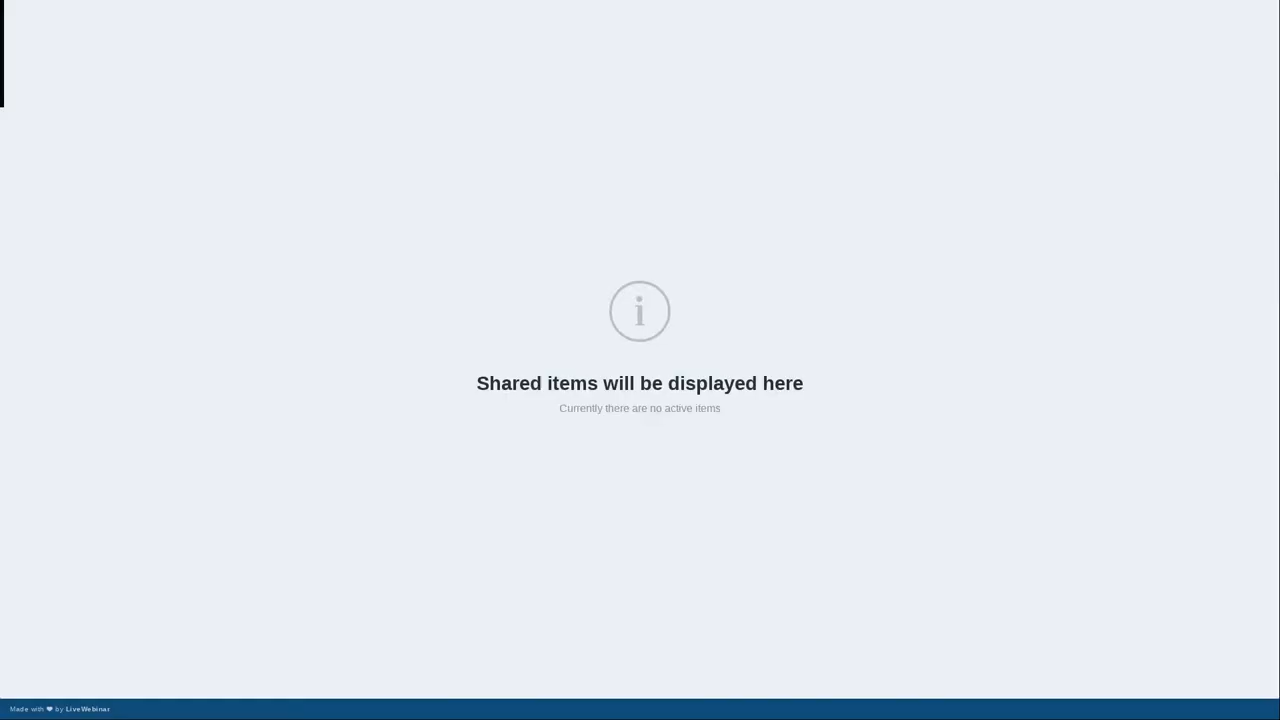 i
Shared items will be displayed here
Currently there are no active items
Made with ❤ by LiveWebinar